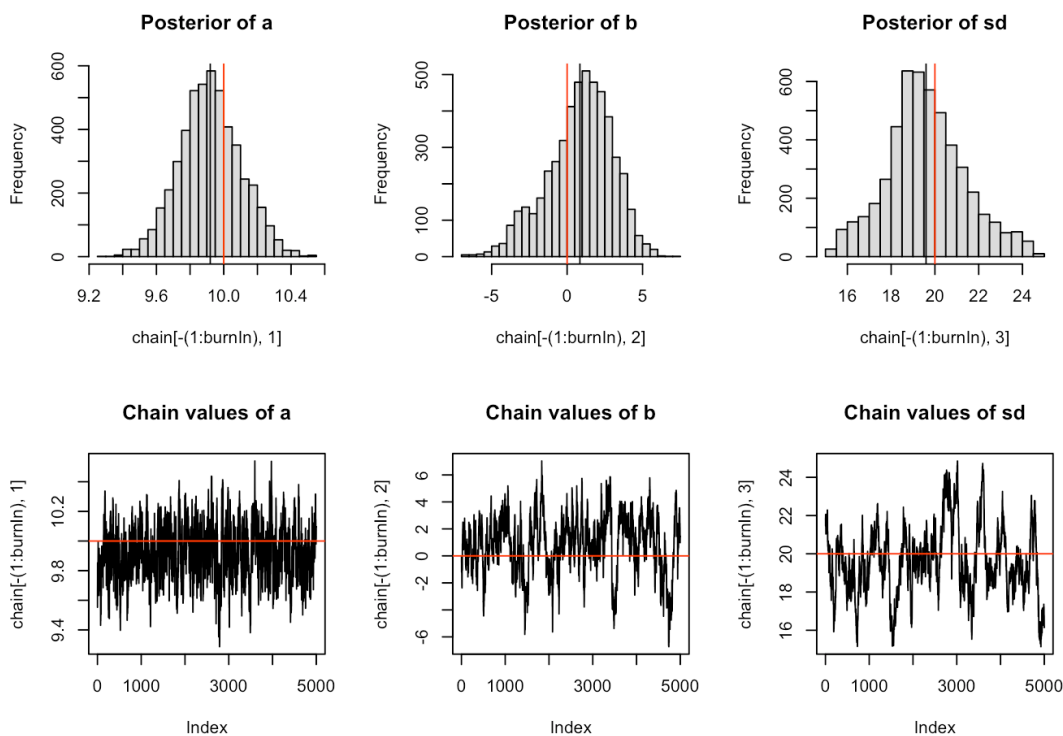 Posterior of a
Posterior of b
Posterior of sd
Frequency
0 200 400 600
9.2 9.6 10.0 10.4
chain[-(1:burnIn), 1]
Frequency
0 100 300 500
-5 0 5
chain[-(1:burnIn), 2]
Frequency
0 200 400 600
16 18 20 22 24
chain[-(1:burnIn), 3]
Chain values of a
Chain values of b
Chain values of sd
chain[-(1:burnIn), 1]
9.4 9.8 10.2
0 1000 3000 5000
Index
chain[-(1:burnIn), 2]
-6 -2 0 2 4 6
0 1000 3000 5000
Index
chain[-(1:burnIn), 3]
16 18 20 22 24
0 1000 3000 5000
Index